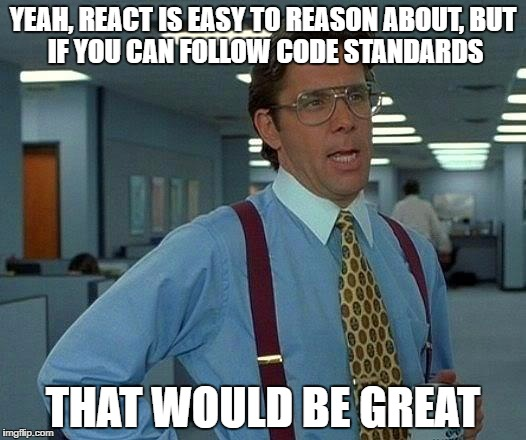 YEAH, REACT IS EASY TO REASON ABOUT, BUT
IF YOU CAN FOLLOW CODE STANDARDS
THAT WOULD BE GREAT
imgflip.com